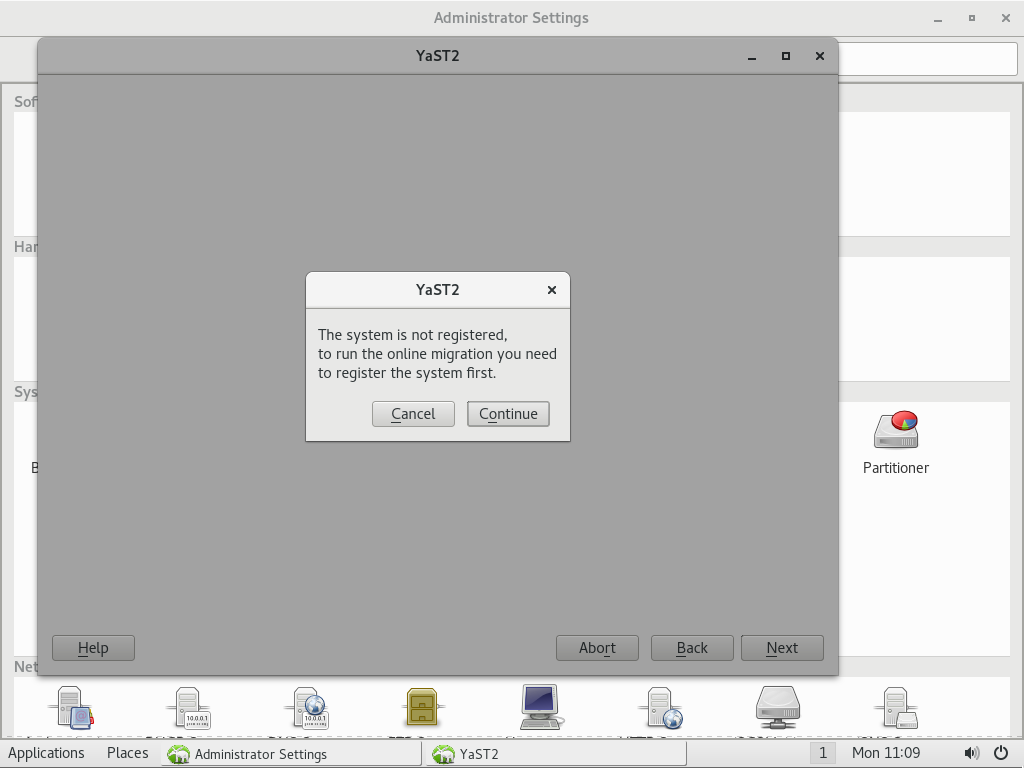 Administrator Settings
YaST2
Sof
Har
YaST2
The system is not registered,
to run the online migration you need
to register the system first.
Cancel
Continue
Sys
B
Partitioner
Help
Abort
Back
Next
Net
10.0.0.1
10.0.0.1
Applications
Places
Administrator Settings
YaST2
1
Mon 11:09